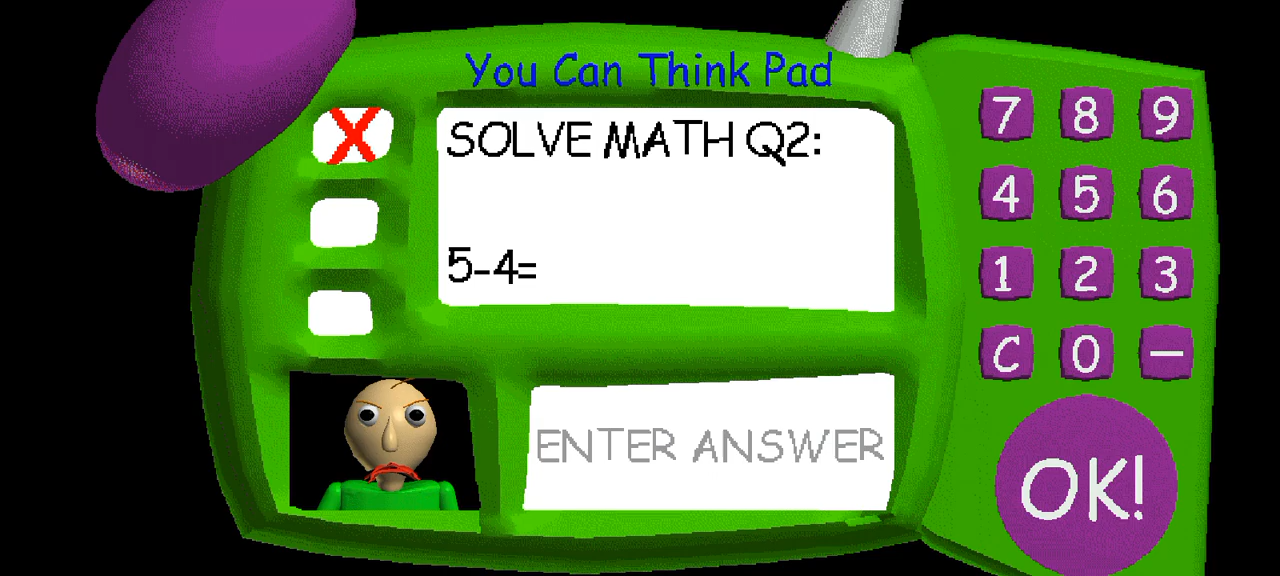 You Can Think Pad
SOLVE MATH Q2:
5-4=
ENTER ANSWER
7 8 9
4 5 6
1 2 3
C 0 —
OK!